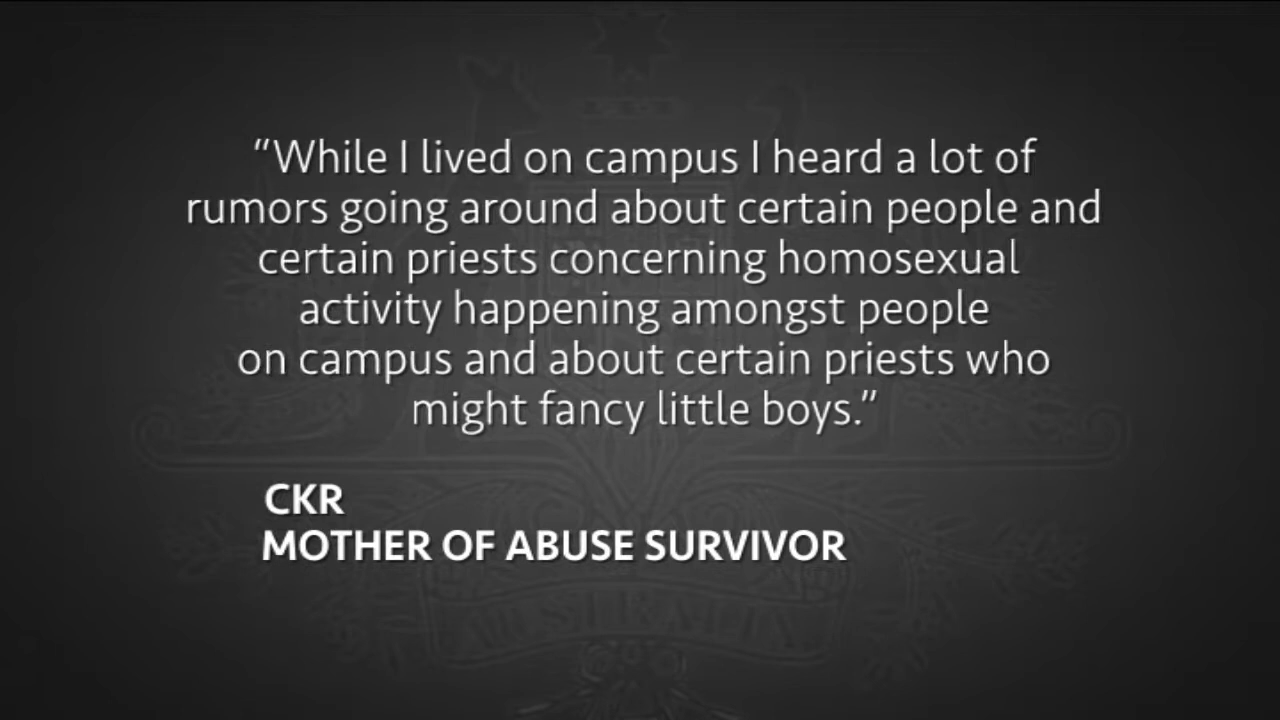 “While I lived on campus I heard a lot of
rumors going around about certain people and
certain priests concerning homosexual
activity happening amongst people
on campus and about certain priests who
might fancy little boys.”
CKR
MOTHER OF ABUSE SURVIVOR
AUSTRALIA